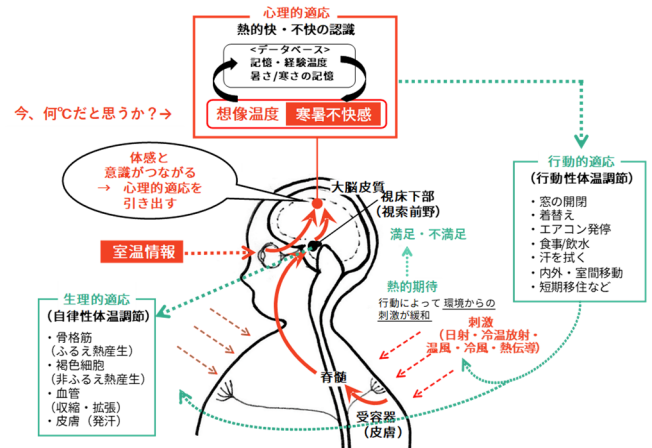 心理的適応
熱的快・不快の認識
<データベース>
記憶・経験温度
暑さ/寒さの記憶
想像温度
寒暑不快感
今、何℃だと思うか？→
体感と
意識がつながる
→ 心理的適応を
引き出す
大脳皮質
視床下部
（視索前野）
室温情報
満足・不満足
熱的期待
行動によって環境からの
刺激が緩和
行動的適応
（行動性体温調節）
・窓の開閉
・着替え
・エアコン発停
・食事/飲水
・汗を拭く
・内外・室間移動
・短期移住など
生理的適応
（自律性体温調節）
・骨格筋
（ふるえ熱産生）
・褐色細胞
（非ふるえ熱産生）
・血管
（収縮・拡張）
・皮膚（発汗）
刺激
（日射・冷温放射・
温風・冷風・熱伝導）
脊髄
受容器
（皮膚）